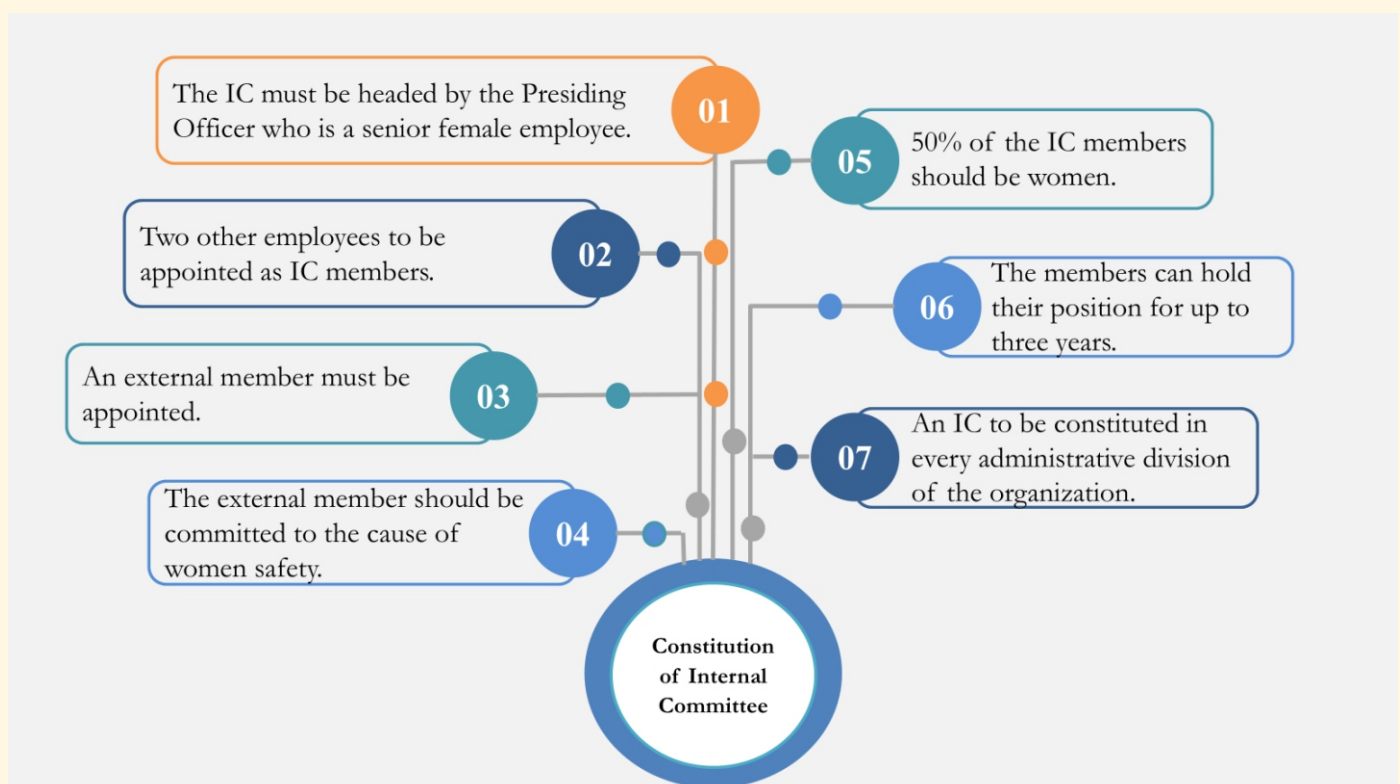 01
The IC must be headed by the Presiding
Officer who is a senior female employee.
02
Two other employees to be
appointed as IC members.
03
An external member must be
appointed.
04
The external member should be
committed to the cause of
women safety.
05
50% of the IC members
should be women.
06
The members can hold
their position for up to
three years.
07
An IC to be constituted in
every administrative division
of the organization.
Constitution
of Internal
Committee